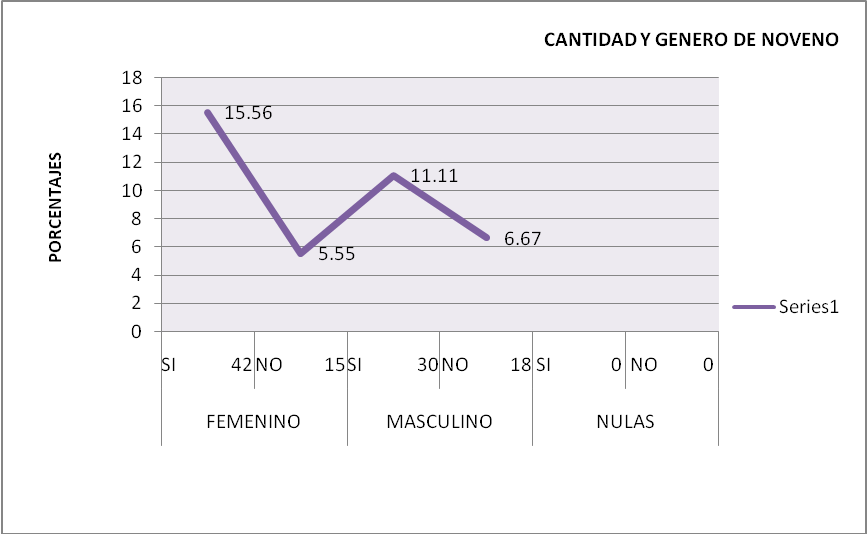 CANTIDAD Y GENERO DE NOVENO
PORCENTAJES
18
16
14
12
10
8
6
4
2
0
15.56
5.55
11.11
6.67
Series1
SI 42 NO 15 SI 30 NO 18 SI 0 NO 0
FEMENINO MASCULINO NULAS